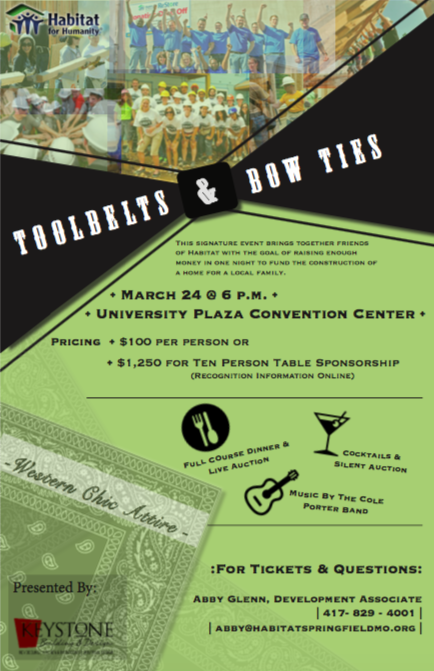 Habitat
for Humanity
TOOLBELTS & BOW TIES
This signature event brings together friends
of Habitat with the goal of raising enough
money in one night to fund the construction of
a home for a local family.
+ March 24 @ 6 p.m. +
+ University Plaza Convention Center +
Pricing + $100 per person or
+ $1,250 for Ten Person Table Sponsorship
(Recognition Information Online)
Full COurse Dinner &
Live Auction
Cocktails &
Silent Auction
Music By The Cole
Porter Band
-Western Chic Attire-
:For Tickets & Questions:
Abby Glenn, Development Associate
| 417- 829 - 4001 |
| abby@habitatspringfieldmo.org |
Presented By:
KEYSTONE
Building & Design